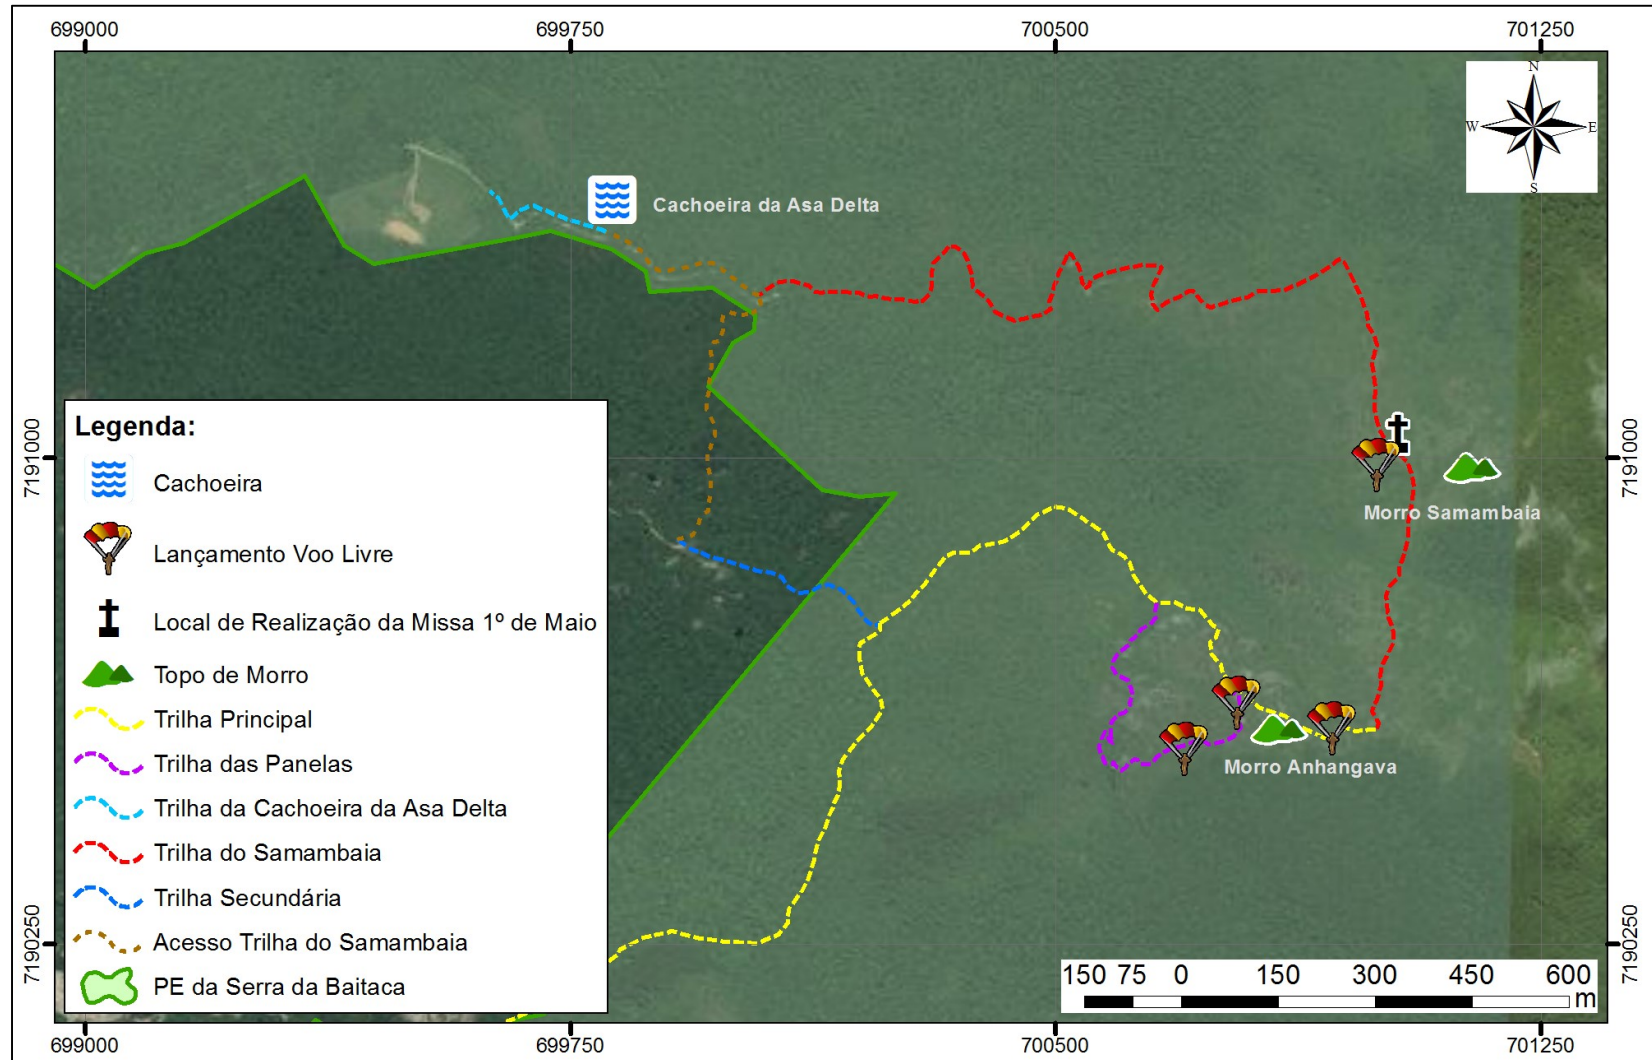 699000
699750
700500
701250
N
W
E
S
Cachoeira da Asa Delta
Legenda:
Cachoeira
Lançamento Voo Livre
Local de Realização da Missa 1º de Maio
Topo de Morro
Trilha Principal
Trilha das Panelas
Trilha da Cachoeira da Asa Delta
Trilha do Samambaia
Trilha Secundária
Acesso Trilha do Samambaia
PE da Serra da Baitaca
7191000
7191000
Morro Samambaia
Morro Anhangava
7190250
7190250
150 75 0 150 300 450 600
m
699000
699750
700500
701250